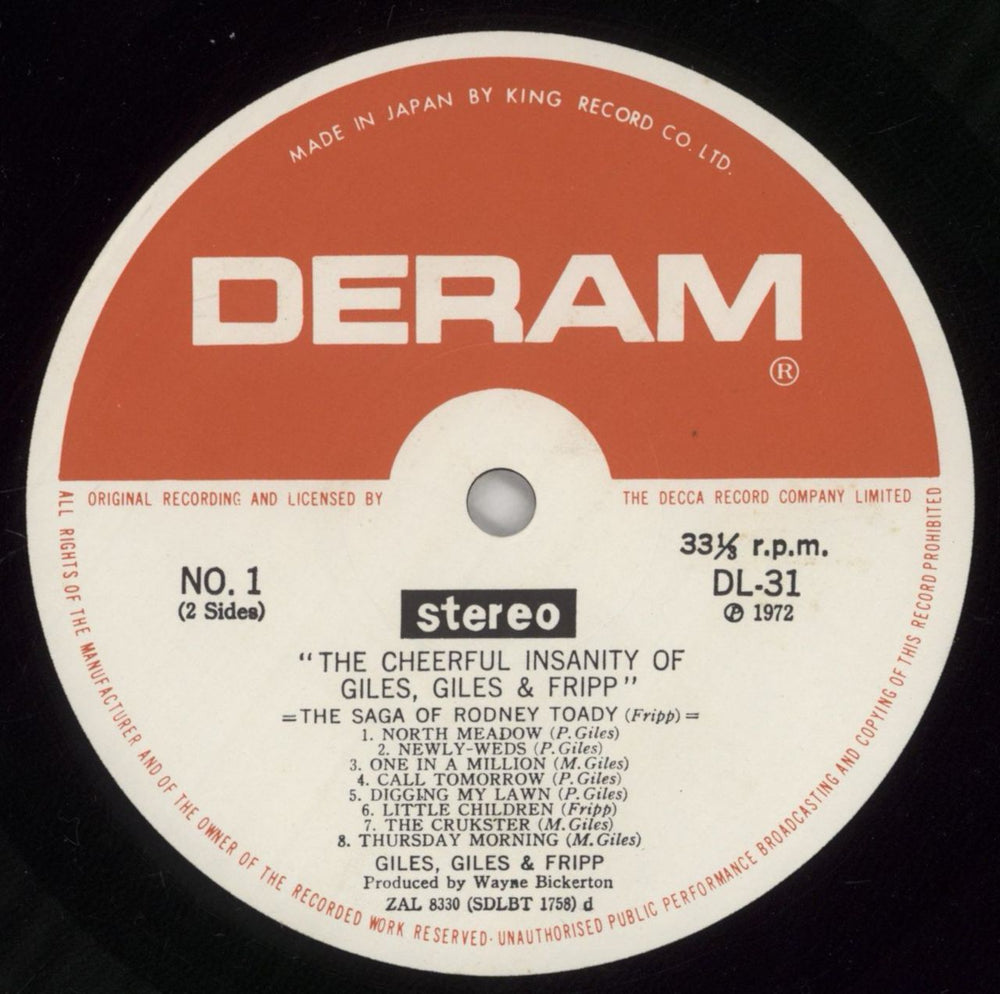 MADE IN JAPAN BY KING RECORD CO. LTD.
DERAM
®
ORIGINAL RECORDING AND LICENSED BY THE DECCA RECORD COMPANY LIMITED
33⅓ r.p.m.
NO. 1 DL-31
(2 Sides) ℗ 1972
stereo
"THE CHEERFUL INSANITY OF
GILES, GILES & FRIPP"
=THE SAGA OF RODNEY TOADY (Fripp)=
1. NORTH MEADOW (P. Giles)
2. NEWLY-WEDS (P. Giles)
3. ONE IN A MILLION (M. Giles)
4. CALL TOMORROW (P. Giles)
5. DIGGING MY LAWN (P. Giles)
6. LITTLE CHILDREN (Fripp)
7. THE CRUKSTER (M. Giles)
8. THURSDAY MORNING (M. Giles)
GILES, GILES & FRIPP
Produced by Wayne Bickerton
ZAL 8330 (SDLBT 1758) d
ALL RIGHTS OF THE MANUFACTURER AND OF THE OWNER OF THE RECORDED WORK RESERVED· UNAUTHORISED PUBLIC PERFORMANCE BROADCASTING AND COPYING OF THIS RECORD PROHIBITED